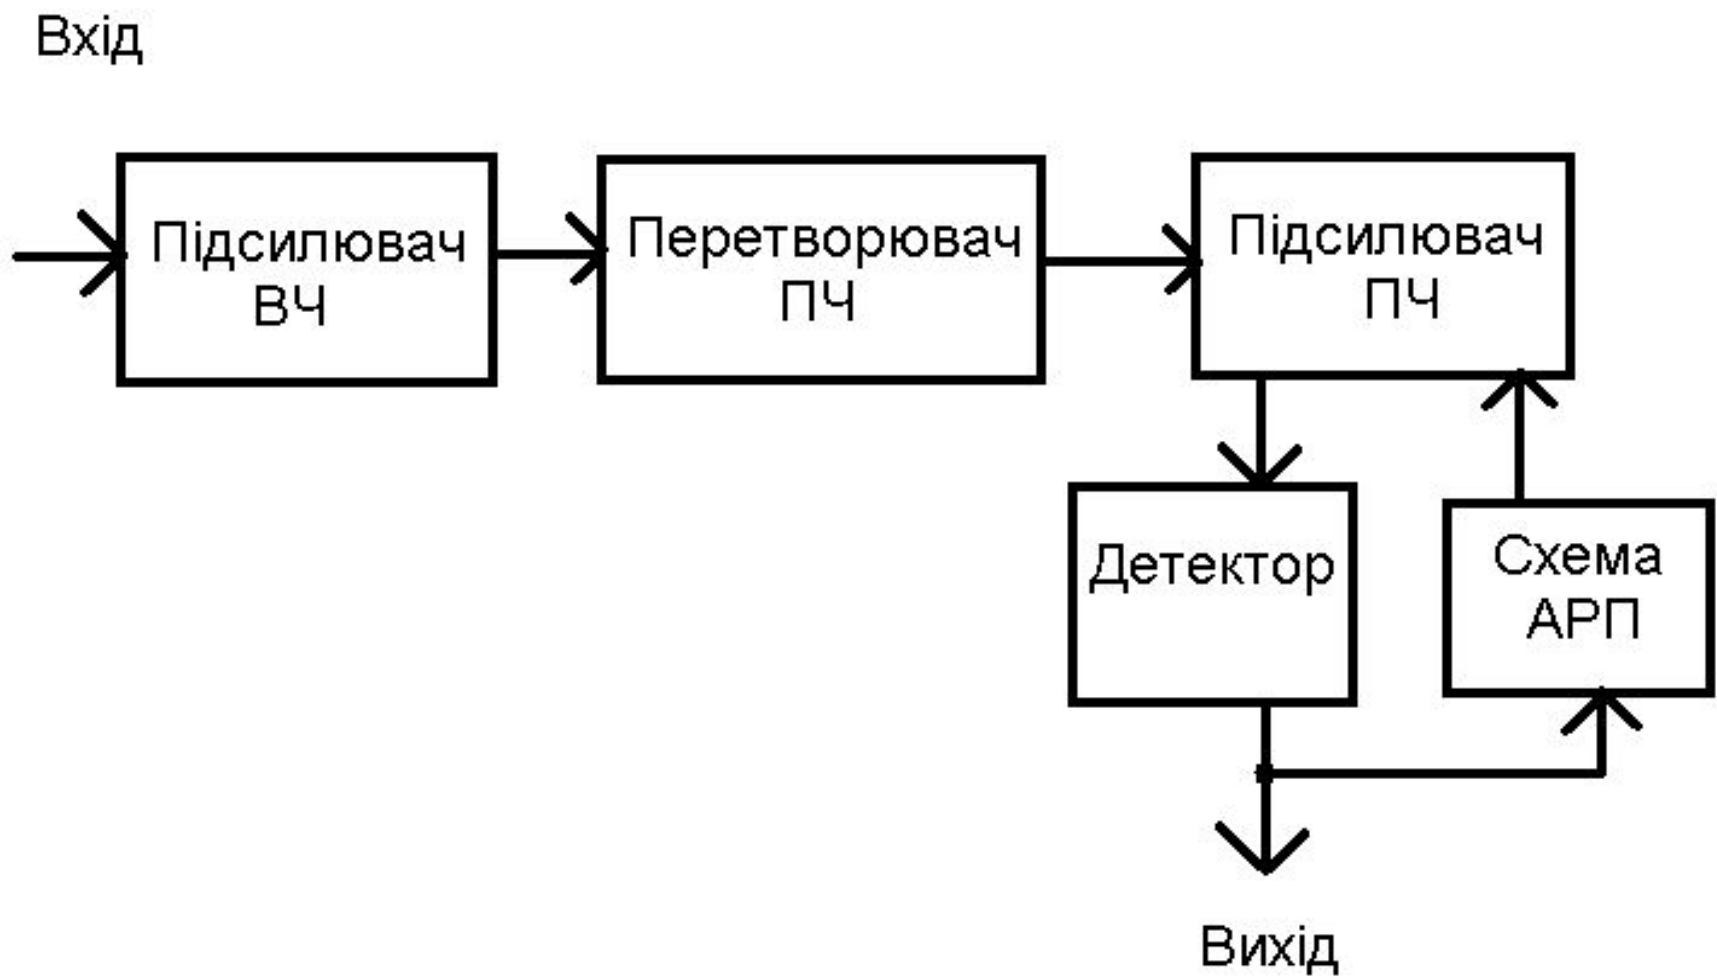 Вхід
Підсилювач
ВЧ
Перетворювач
ПЧ
Підсилювач
ПЧ
Детектор
Схема
АРП
Вихід